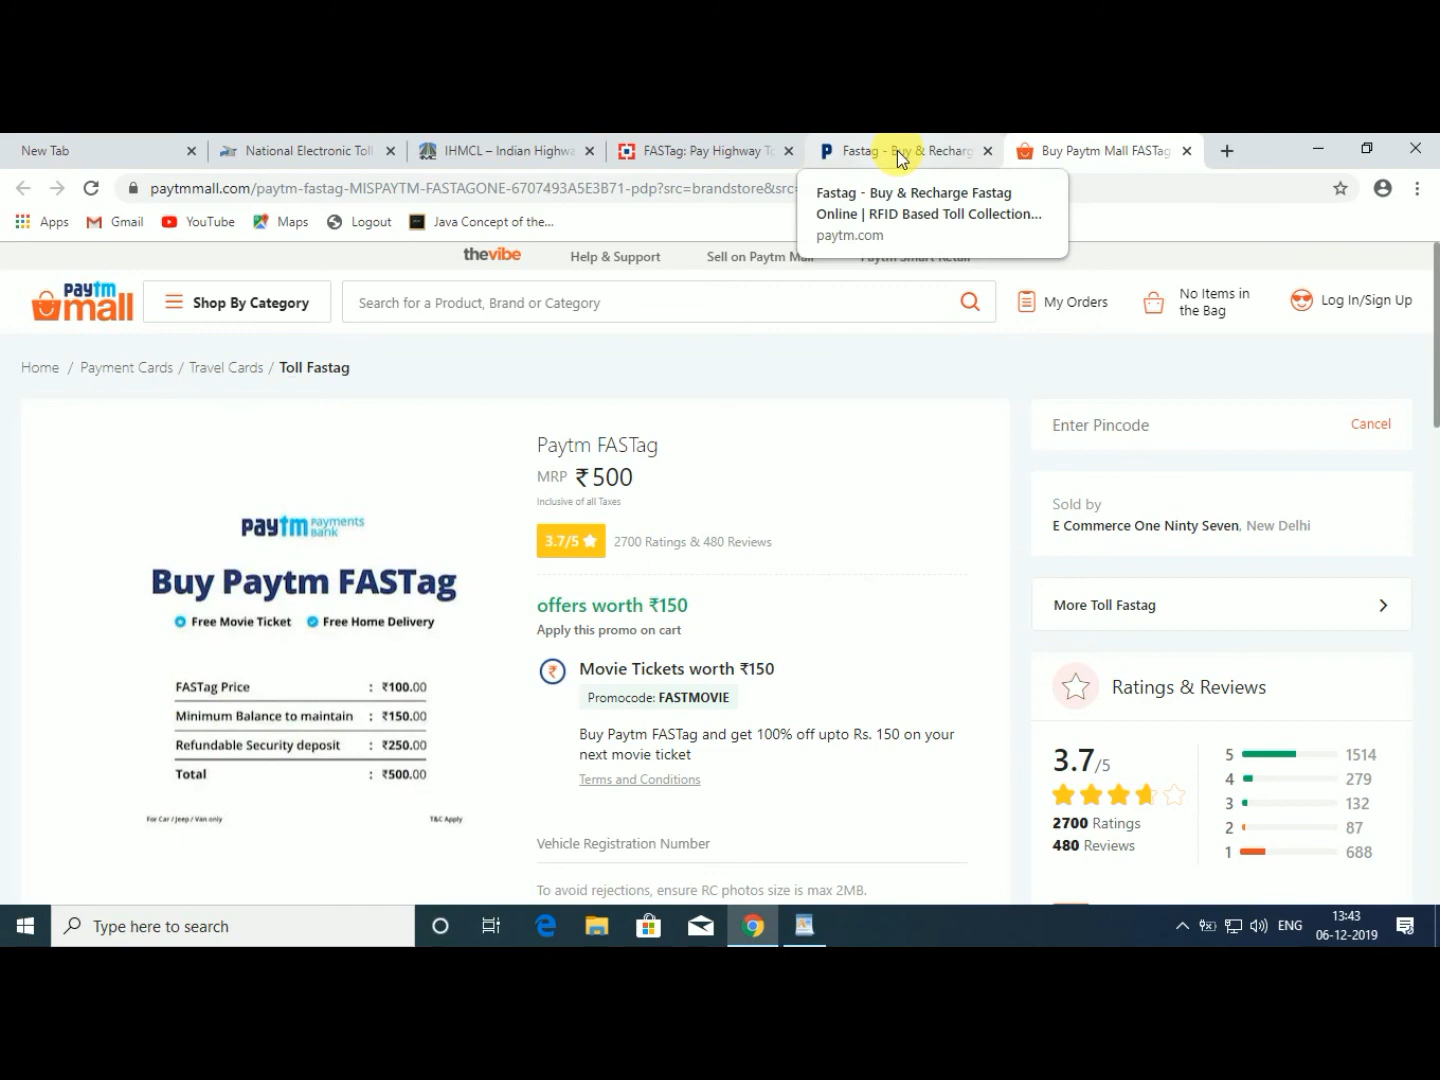 New Tab
National Electronic Toll
IHMCL – Indian Highwa
FASTag: Pay Highway To
Fastag - Buy & Recharg
Buy Paytm Mall FASTag
paytmmall.com/paytm-fastag-MISPAYTM-FASTAGONE-6707493A5E3B71-pdp?src=brandstore&src=
Fastag - Buy & Recharge Fastag
Online | RFID Based Toll Collection...
paytm.com
Apps
Gmail
YouTube
Maps
Logout
Java Concept of the...
thevibe
Help & Support
Sell on Paytm Mall
Paytm Smart Retail
paytm
mall
Shop By Category
Search for a Product, Brand or Category
My Orders
No Items in
the Bag
Log In/Sign Up
Home / Payment Cards / Travel Cards / Toll Fastag
paytm payments
bank
Buy Paytm FASTag
Free Movie Ticket
Free Home Delivery
FASTag Price : ₹100.00
Minimum Balance to maintain : ₹150.00
Refundable Security deposit : ₹250.00
Total : ₹500.00
For Car / Jeep / Van only
T&C Apply
Paytm FASTag
MRP ₹500
Inclusive of all Taxes
3.7/5
2700 Ratings & 480 Reviews
offers worth ₹150
Apply this promo on cart
Movie Tickets worth ₹150
Promocode: FASTMOVIE
Buy Paytm FASTag and get 100% off upto Rs. 150 on your
next movie ticket
Terms and Conditions
Vehicle Registration Number
To avoid rejections, ensure RC photos size is max 2MB.
Enter Pincode
Cancel
Sold by
E Commerce One Ninty Seven, New Delhi
More Toll Fastag
Ratings & Reviews
3.7/5
2700 Ratings
480 Reviews
5 1514
4 279
3 132
2 87
1 688
Type here to search
ENG
13:43
06-12-2019